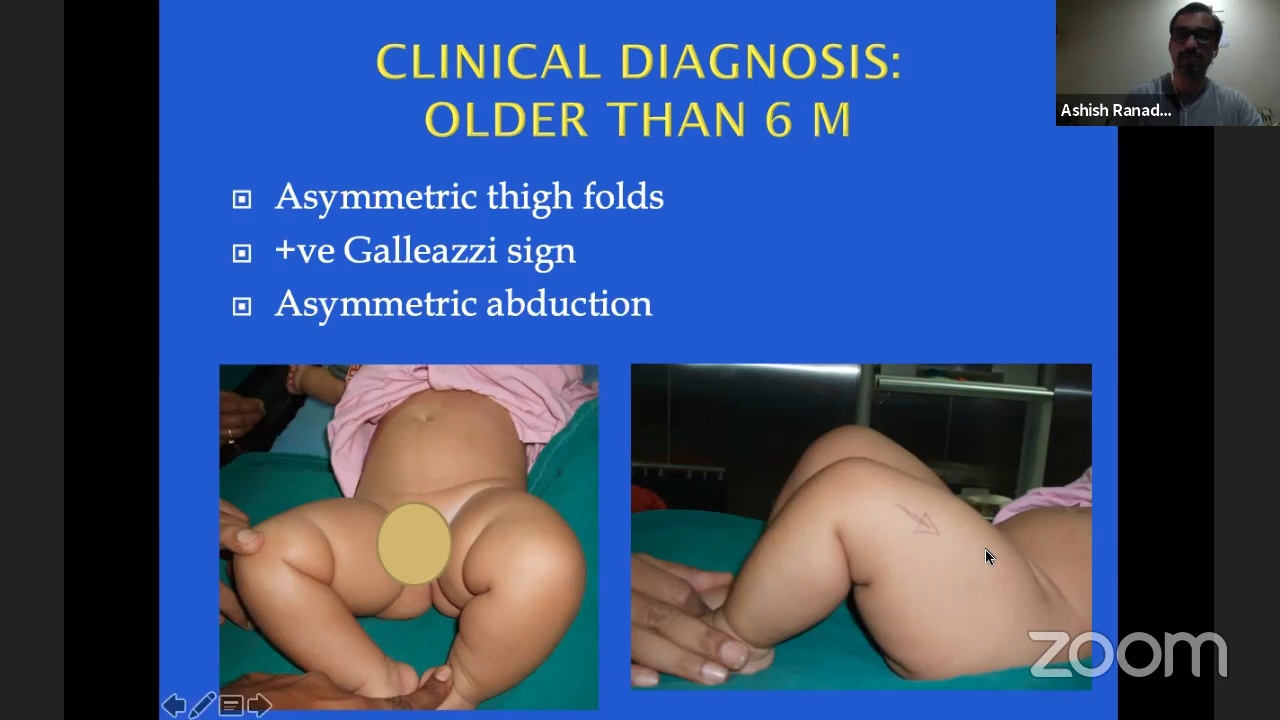 CLINICAL DIAGNOSIS:
OLDER THAN 6 M
Asymmetric thigh folds
+ve Galleazzi sign
Asymmetric abduction
Ashish Ranad...
zoom